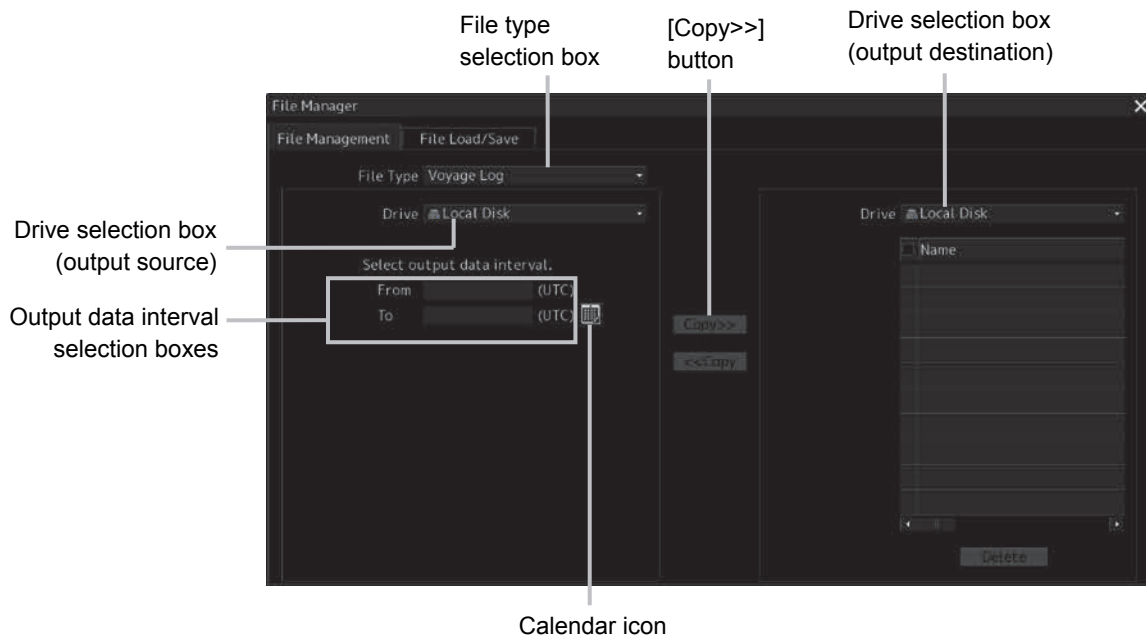 File type
selection box
[Copy>>]
button
Drive selection box
(output destination)
File Manager
File Management File Load/Save
File Type Voyage Log
Drive Local Disk
Drive Local Disk
Drive selection box
(output source)
Name
Select output data interval.
From (UTC)
To (UTC)
Output data interval
selection boxes
Copy>>
<<Copy
Delete
Calendar icon